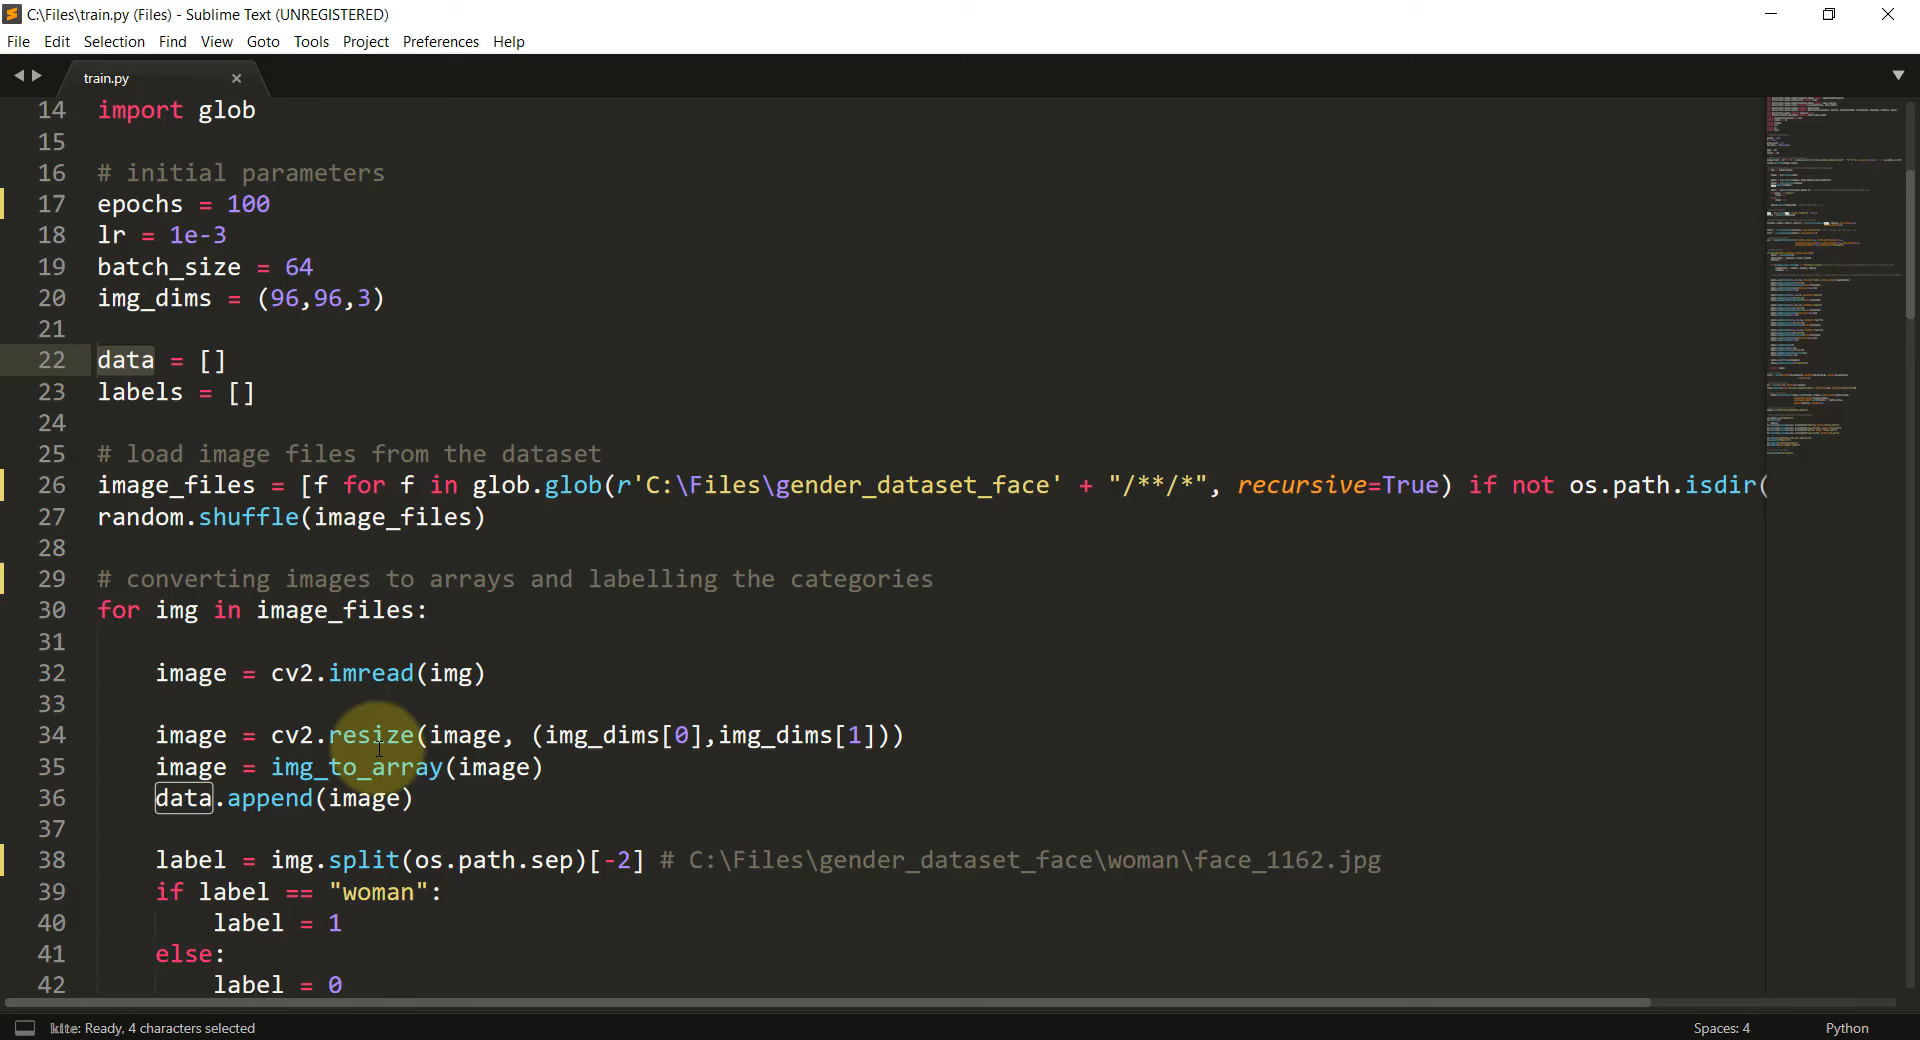 C:\Files\train.py (Files) - Sublime Text (UNREGISTERED)
File Edit Selection Find View Goto Tools Project Preferences Help
train.py
14 import glob
15
16 # initial parameters
17 epochs = 100
18 lr = 1e-3
19 batch_size = 64
20 img_dims = (96,96,3)
21
22 data = []
23 labels = []
24
25 # load image files from the dataset
26 image_files = [f for f in glob.glob(r'C:\Files\gender_dataset_face' + "/**/*", recursive=True) if not os.path.isdir(
27 random.shuffle(image_files)
28
29 # converting images to arrays and labelling the categories
30 for img in image_files:
31
32 image = cv2.imread(img)
33
34 image = cv2.resize(image, (img_dims[0],img_dims[1]))
35 image = img_to_array(image)
36 data.append(image)
37
38 label = img.split(os.path.sep)[-2] # C:\Files\gender_dataset_face\woman\face_1162.jpg
39 if label == "woman":
40 label = 1
41 else:
42 label = 0
kite: Ready, 4 characters selected Spaces: 4 Python